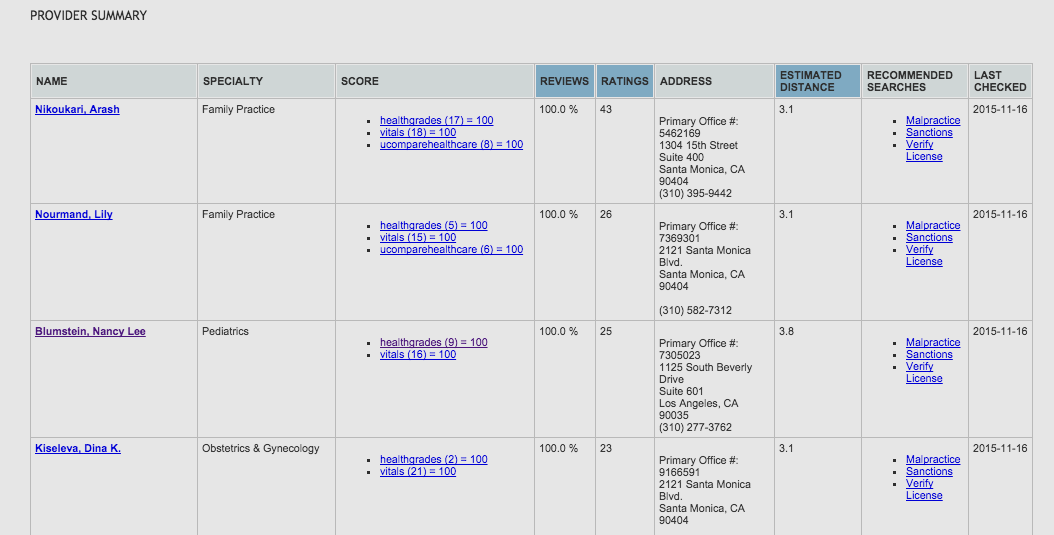 PROVIDER SUMMARY
NAME
SPECIALTY
SCORE
REVIEWS
RATINGS
ADDRESS
ESTIMATED
DISTANCE
RECOMMENDED
SEARCHES
LAST
CHECKED
Nikoukari, Arash
Family Practice
healthgrades (17) = 100
vitals (18) = 100
ucomparehealthcare (8) = 100
100.0 %
43
Primary Office #:
5462169
1304 15th Street
Suite 400
Santa Monica, CA
90404
(310) 395-9442
3.1
Malpractice
Sanctions
Verify
License
2015-11-16
Nourmand, Lily
Family Practice
healthgrades (5) = 100
vitals (15) = 100
ucomparehealthcare (6) = 100
100.0 %
26
Primary Office #:
7369301
2121 Santa Monica
Blvd.
Santa Monica, CA
90404
(310) 582-7312
3.1
Malpractice
Sanctions
Verify
License
2015-11-16
Blumstein, Nancy Lee
Pediatrics
healthgrades (9) = 100
vitals (16) = 100
100.0 %
25
Primary Office #:
7305023
1125 South Beverly
Drive
Suite 601
Los Angeles, CA
90035
(310) 277-3762
3.8
Malpractice
Sanctions
Verify
License
2015-11-16
Kiseleva, Dina K.
Obstetrics & Gynecology
healthgrades (2) = 100
vitals (21) = 100
100.0 %
23
Primary Office #:
9166591
2121 Santa Monica
Blvd.
Santa Monica, CA
90404
3.1
Malpractice
Sanctions
Verify
License
2015-11-16